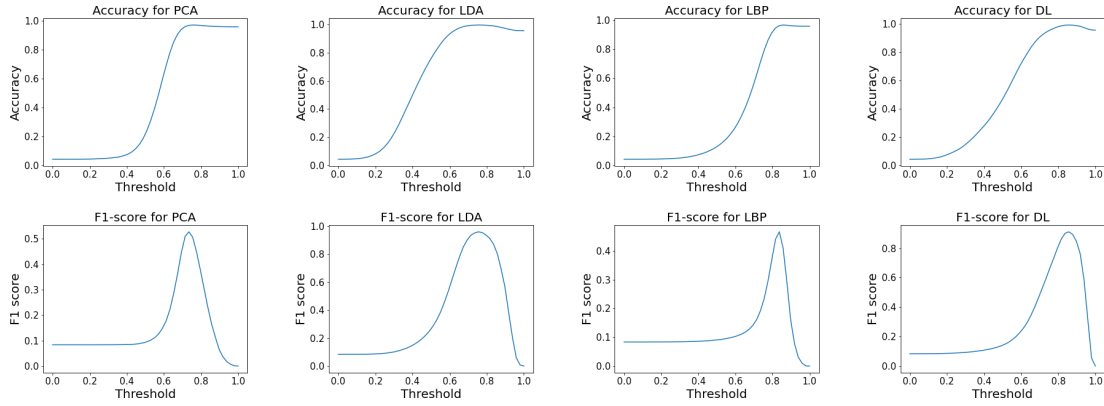 Accuracy for PCA
Accuracy
1.0
0.8
0.6
0.4
0.2
0.0
0.0 0.2 0.4 0.6 0.8 1.0
Threshold
Accuracy for LDA
Accuracy
1.0
0.8
0.6
0.4
0.2
0.0
0.0 0.2 0.4 0.6 0.8 1.0
Threshold
Accuracy for LBP
Accuracy
1.0
0.8
0.6
0.4
0.2
0.0
0.0 0.2 0.4 0.6 0.8 1.0
Threshold
Accuracy for DL
Accuracy
1.0
0.8
0.6
0.4
0.2
0.0
0.0 0.2 0.4 0.6 0.8 1.0
Threshold
F1-score for PCA
F1 score
0.5
0.4
0.3
0.2
0.1
0.0
0.0 0.2 0.4 0.6 0.8 1.0
Threshold
F1-score for LDA
F1 score
1.0
0.8
0.6
0.4
0.2
0.0
0.0 0.2 0.4 0.6 0.8 1.0
Threshold
F1-score for LBP
F1 score
0.4
0.3
0.2
0.1
0.0
0.0 0.2 0.4 0.6 0.8 1.0
Threshold
F1-score for DL
F1 score
0.8
0.6
0.4
0.2
0.0
0.0 0.2 0.4 0.6 0.8 1.0
Threshold